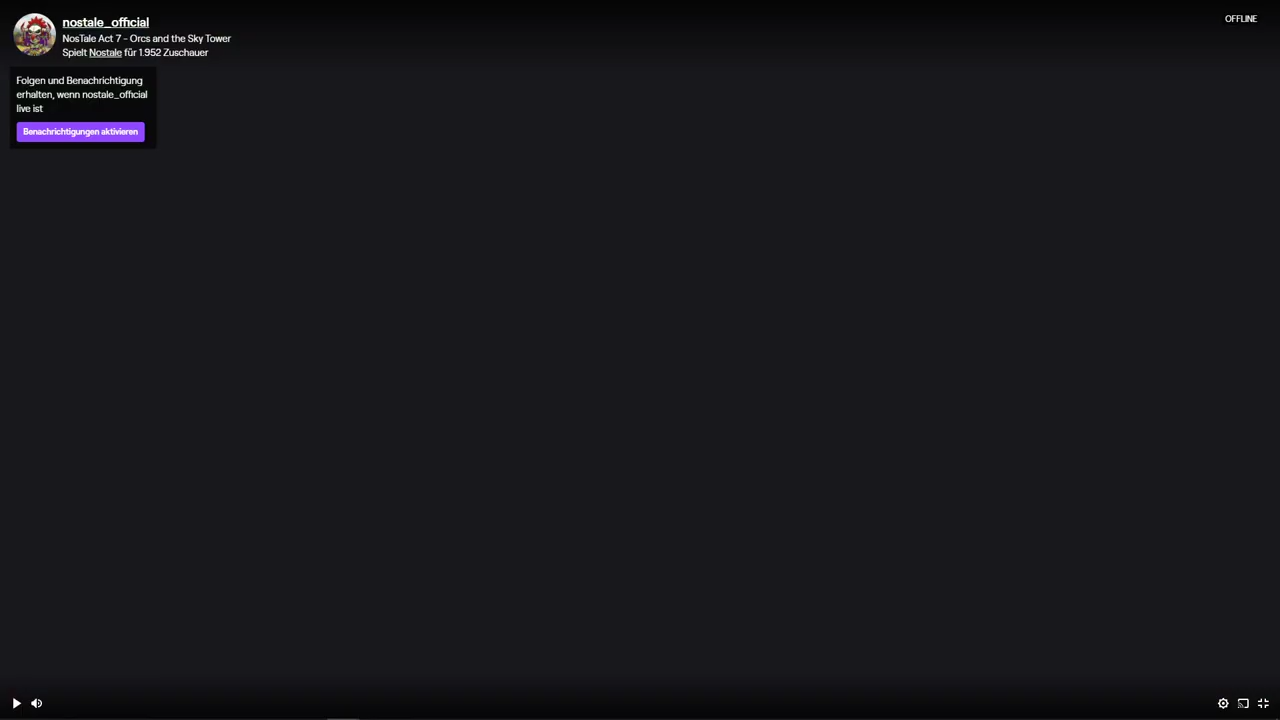 nostale_official
OFFLINE
NosTale Act 7 - Orcs and the Sky Tower
Spielt Nostale für 1.952 Zuschauer
Folgen und Benachrichtigung
erhalten, wenn nostale_official
live ist
Benachrichtigungen aktivieren